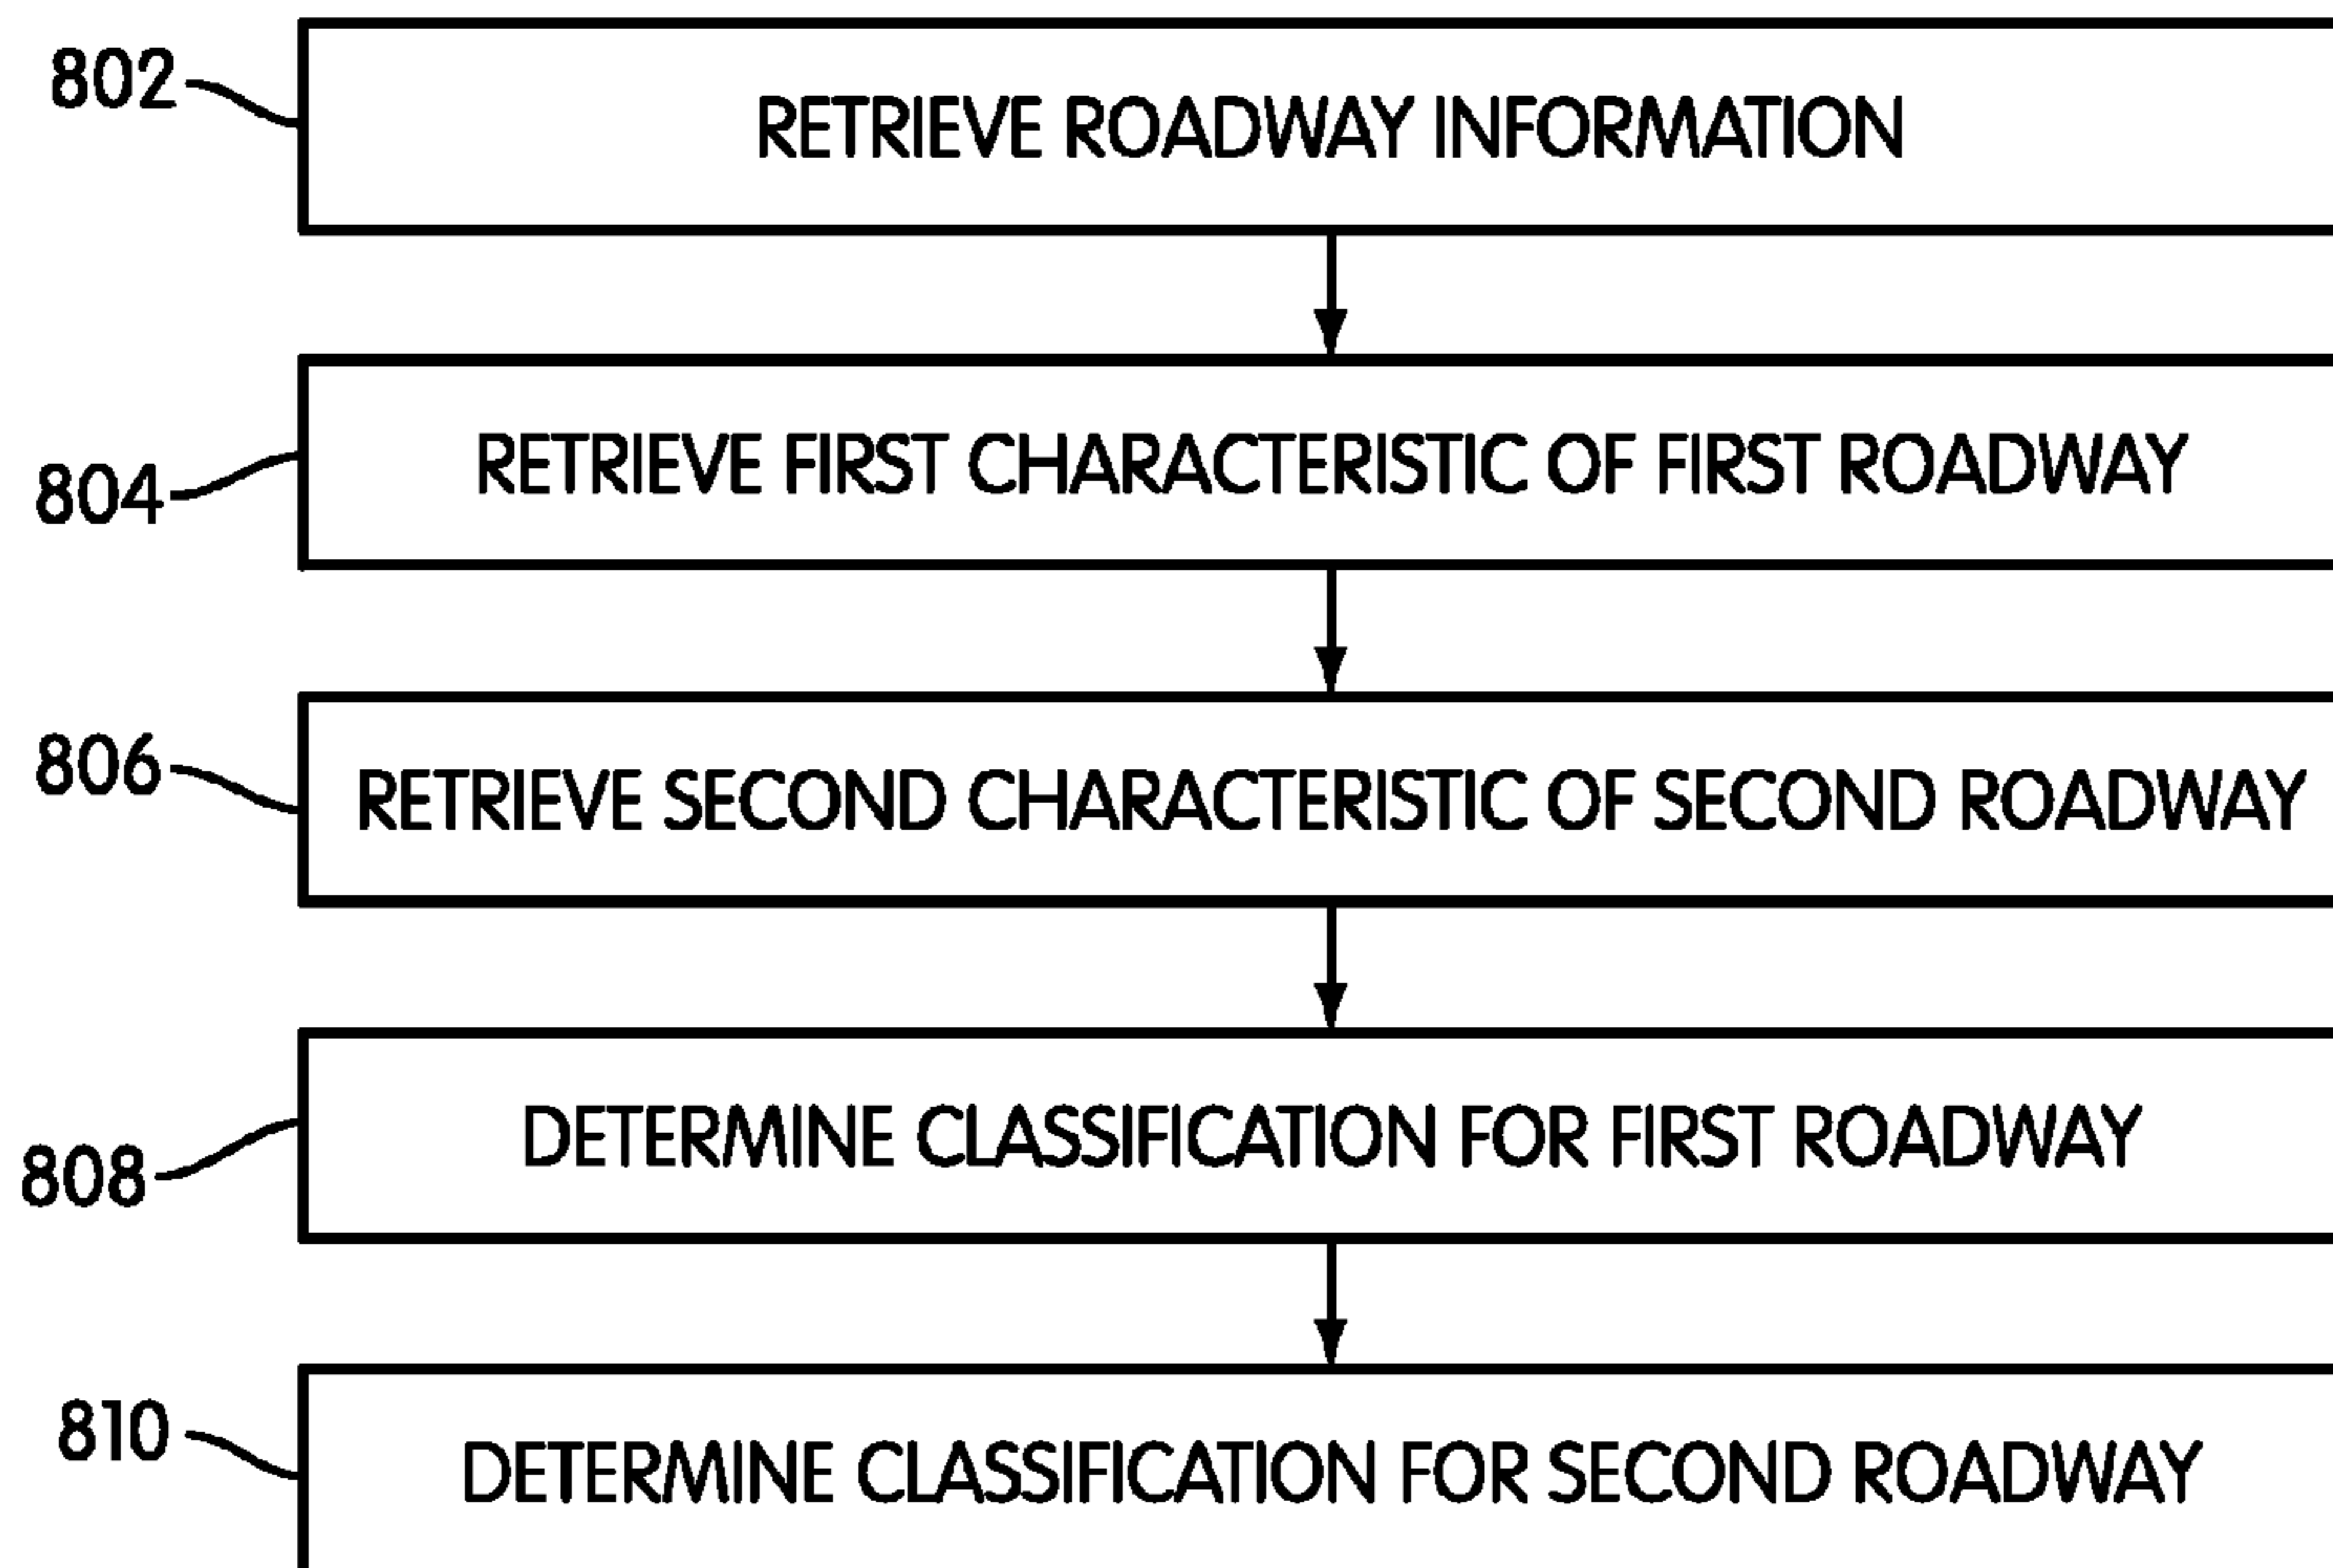 802
RETRIEVE ROADWAY INFORMATION
804
RETRIEVE FIRST CHARACTERISTIC OF FIRST ROADWAY
806
RETRIEVE SECOND CHARACTERISTIC OF SECOND ROADWAY
808
DETERMINE CLASSIFICATION FOR FIRST ROADWAY
810
DETERMINE CLASSIFICATION FOR SECOND ROADWAY